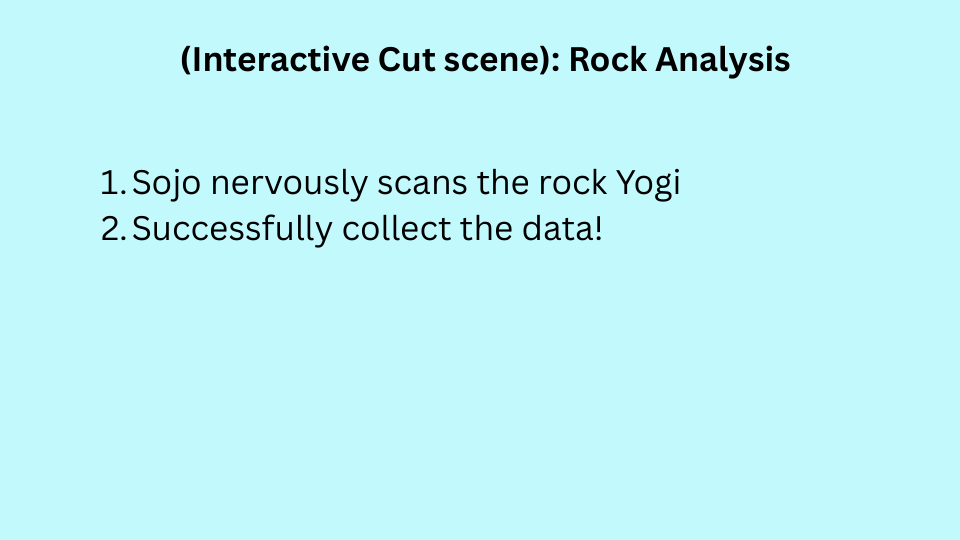 (Interactive Cut scene): Rock Analysis
1. Sojo nervously scans the rock Yogi
2. Successfully collect the data!